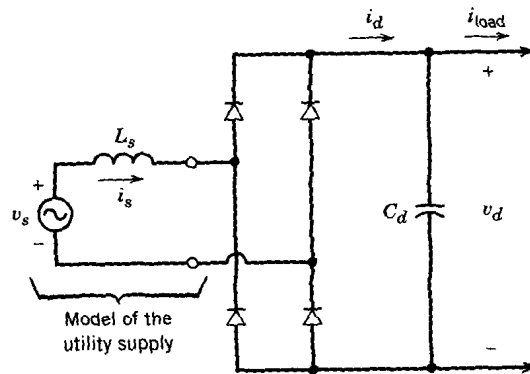 i_d
i_load
+
L_s
+
i_s
v_s
C_d
v_d
−
Model of the
utility supply
−